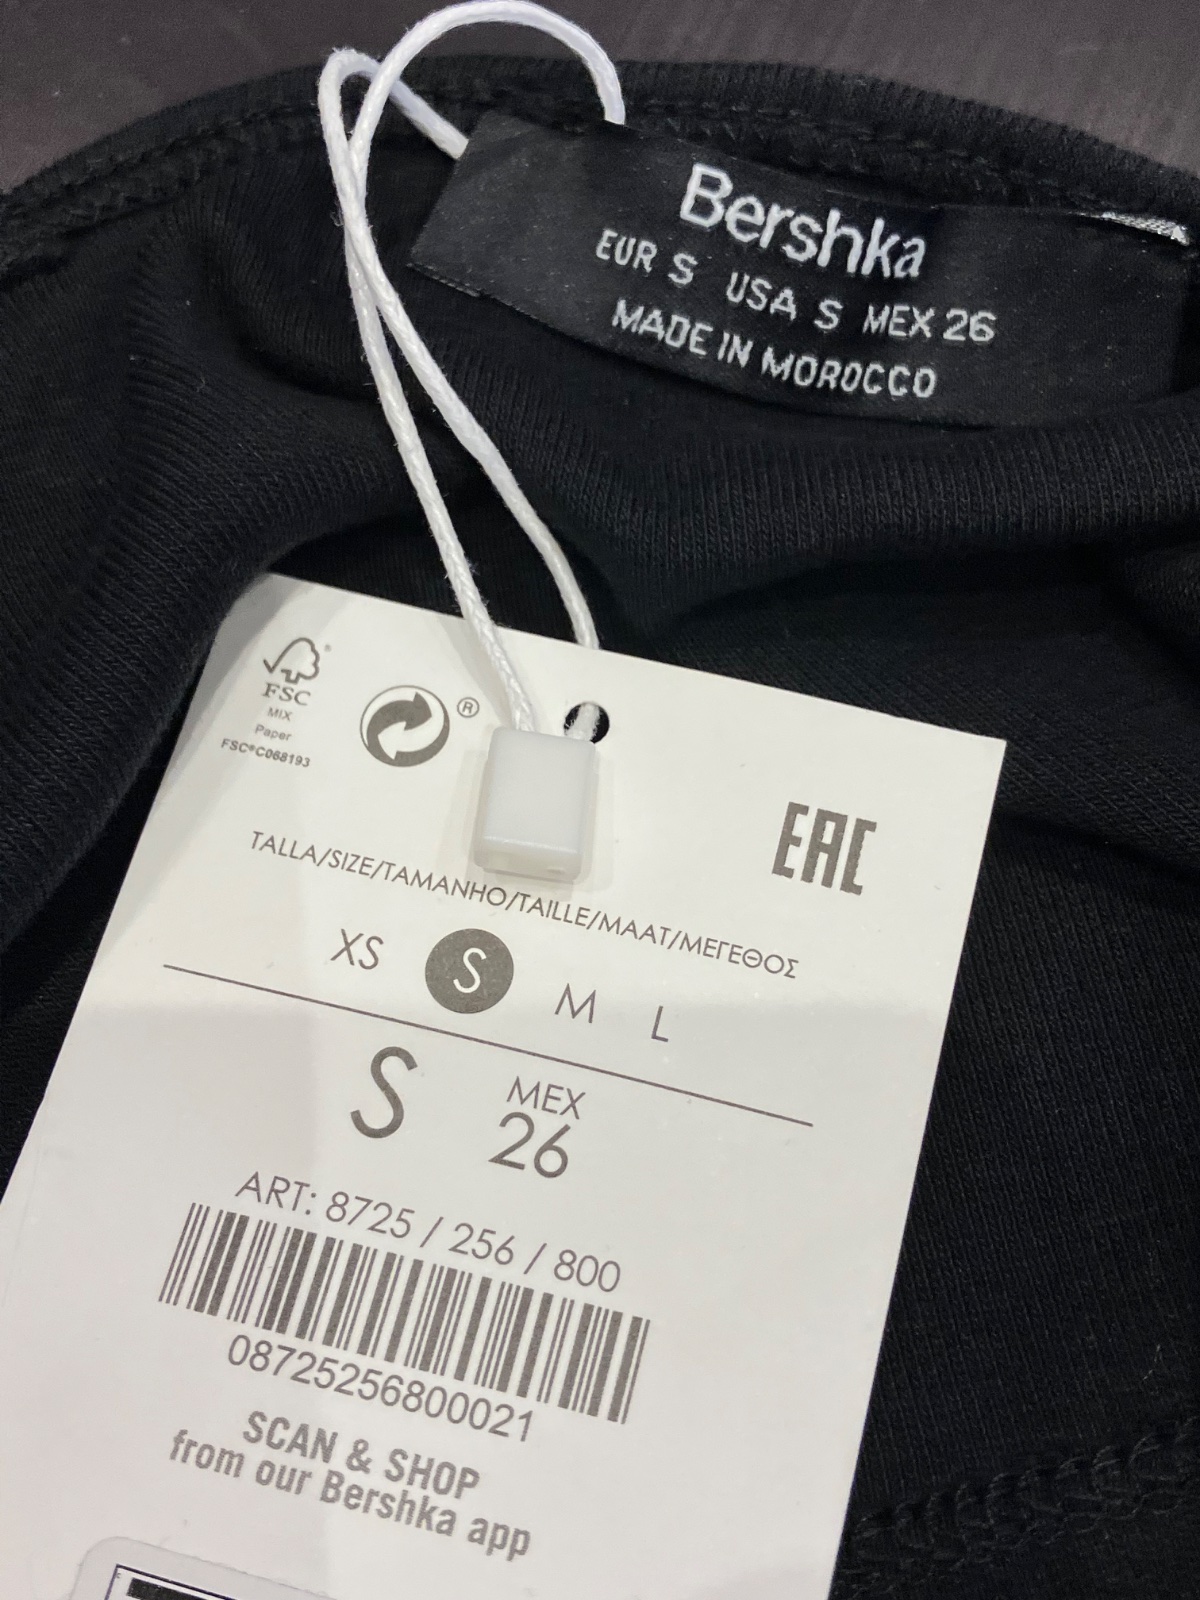 Bershka
EUR S USA S MEX 26
MADE IN MOROCCO
FSC®
MIX
Paper
FSC®C068193
®
EAC
TALLA/SIZE/TAMANHO/TAILLE/MAAT/ΜΕΓΕΘΟΣ
XS S M L
S MEX 26
ART: 8725 / 256 / 800
08725256800021
SCAN & SHOP
from our Bershka app